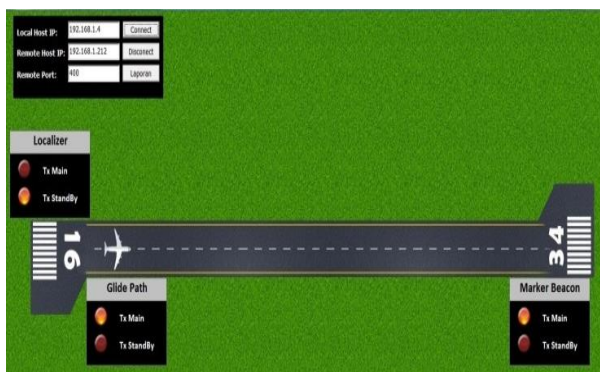 Local Host IP: 192.168.1.4 Connect
Remote Host IP: 192.168.1.212 Disconect
Remote Port: 400 Laporan
Localizer
Tx Main
Tx StandBy
16
34
Glide Path
Tx Main
Tx StandBy
Marker Beacon
Tx Main
Tx StandBy